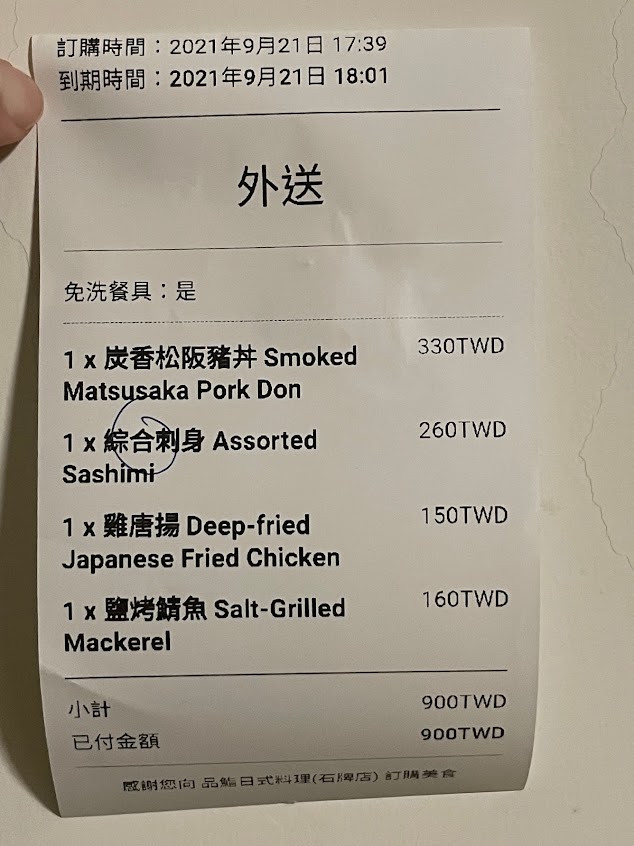 訂購時間：2021年9月21日 17:39
到期時間：2021年9月21日 18:01
外送
免洗餐具：是
1 x 炭香松阪豬丼 Smoked 330TWD
Matsusaka Pork Don
1 x 綜合刺身 Assorted 260TWD
Sashimi
1 x 雞唐揚 Deep-fried 150TWD
Japanese Fried Chicken
1 x 鹽烤鯖魚 Salt-Grilled 160TWD
Mackerel
小計 900TWD
已付金額 900TWD
感謝您向 品鮨日式料理(石牌店) 訂購美食